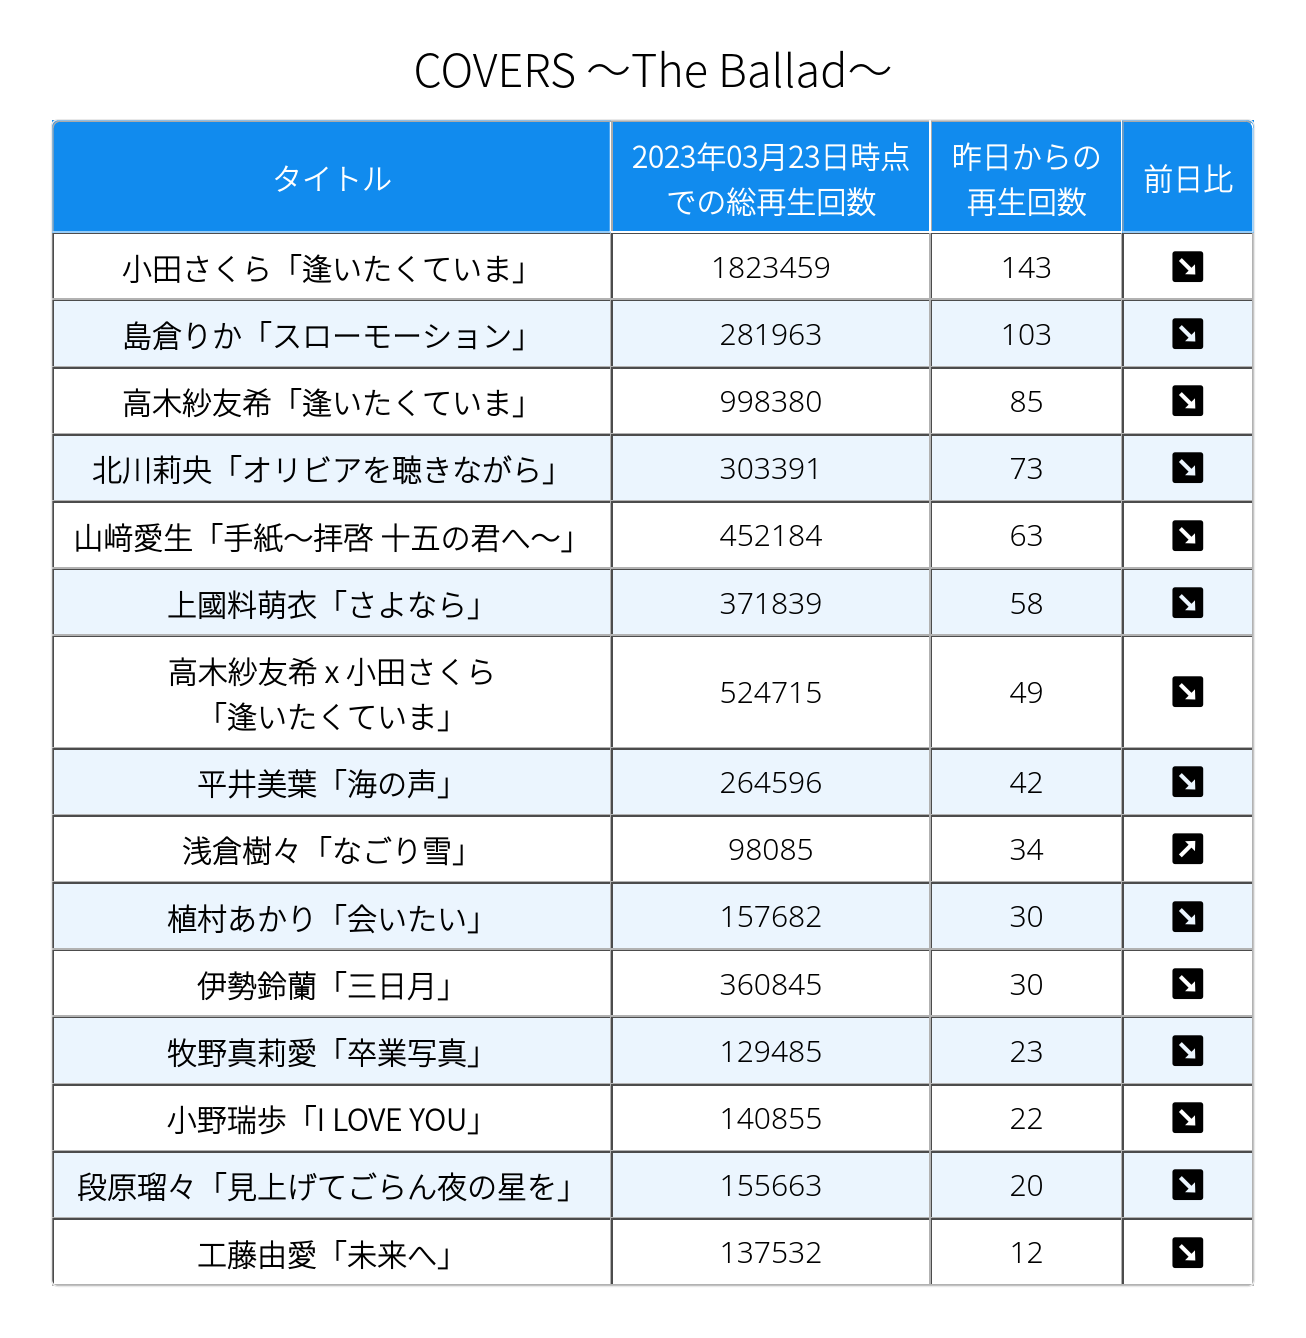 COVERS ～The Ballad～
タイトル
2023年03月23日時点
での総再生回数
昨日からの
再生回数
前日比
小田さくら「逢いたくていま」 1823459 143
島倉りか「スローモーション」 281963 103
高木紗友希「逢いたくていま」 998380 85
北川莉央「オリビアを聴きながら」 303391 73
山﨑愛生「手紙～拝啓 十五の君へ～」 452184 63
上國料萌衣「さよなら」 371839 58
高木紗友希 x 小田さくら
「逢いたくていま」 524715 49
平井美葉「海の声」 264596 42
浅倉樹々「なごり雪」 98085 34
植村あかり「会いたい」 157682 30
伊勢鈴蘭「三日月」 360845 30
牧野真莉愛「卒業写真」 129485 23
小野瑞歩「I LOVE YOU」 140855 22
段原瑠々「見上げてごらん夜の星を」 155663 20
工藤由愛「未来へ」 137532 12